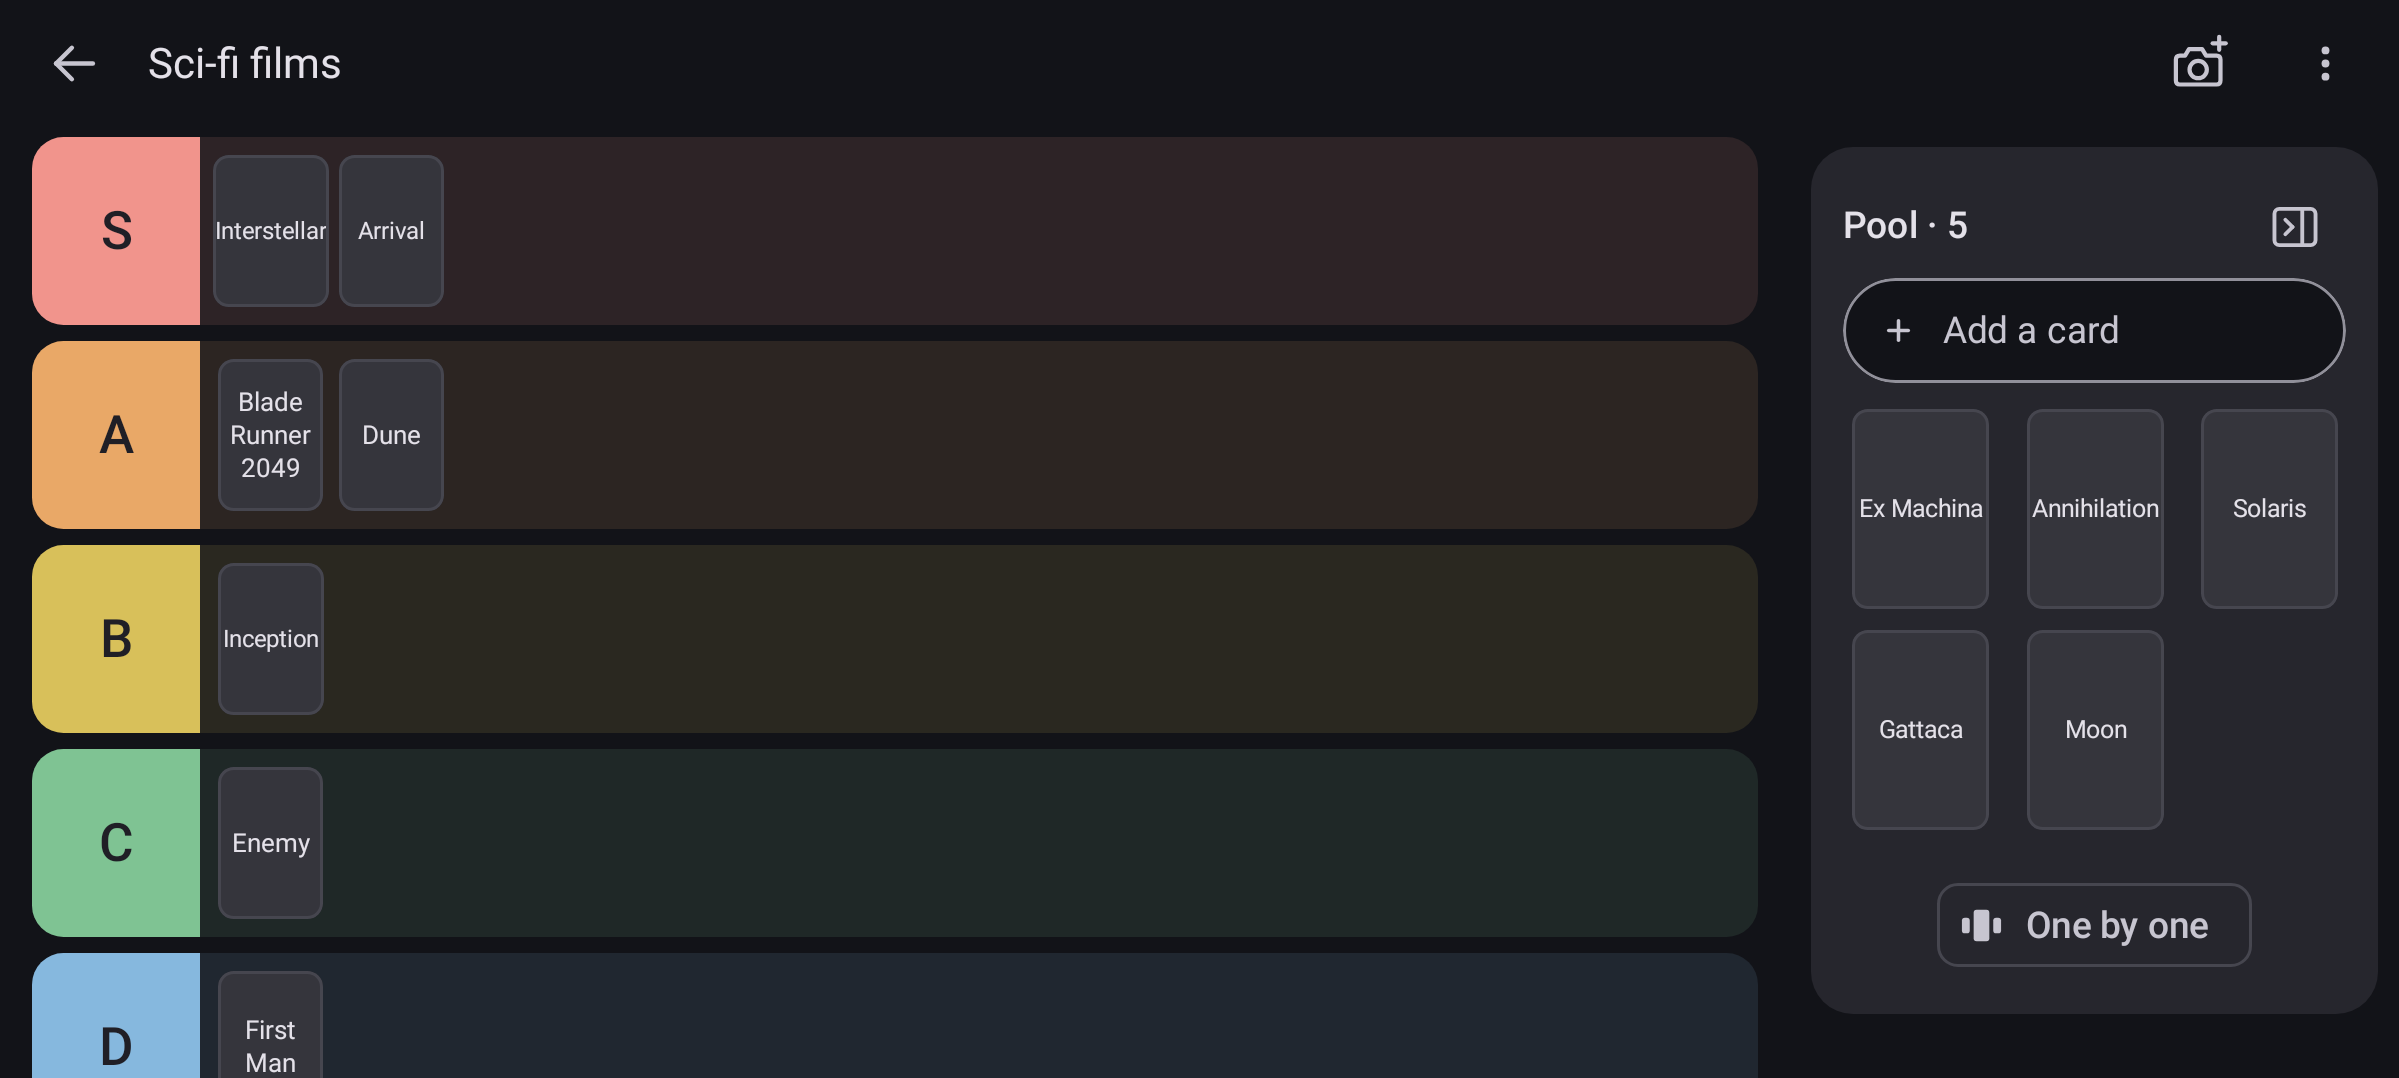 Sci-fi films
S
Interstellar
Arrival
A
Blade
Runner
2049
Dune
B
Inception
C
Enemy
D
First
Man
Pool · 5
Add a card
Ex Machina
Annihilation
Solaris
Gattaca
Moon
One by one